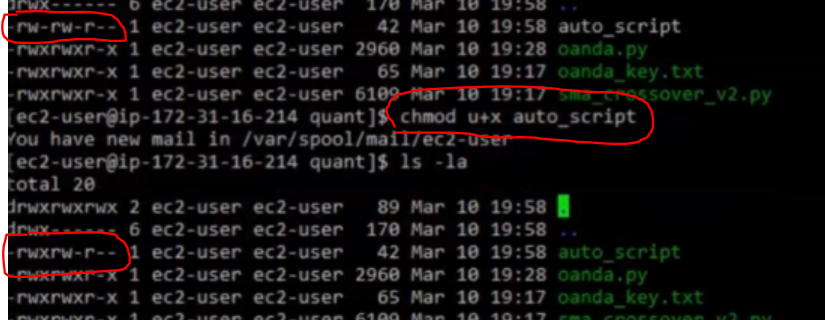 drwx------ 6 ec2-user ec2-user 170 Mar 10 19:58 ..
-rw-rw-r-- 1 ec2-user ec2-user 42 Mar 10 19:58 auto_script
-rwxrwxr-x 1 ec2-user ec2-user 2960 Mar 10 19:28 oanda.py
-rwxrwxr-x 1 ec2-user ec2-user 65 Mar 10 19:17 oanda_key.txt
-rwxrwxr-x 1 ec2-user ec2-user 6109 Mar 10 19:17 sma_crossover_v2.py
[ec2-user@ip-172-31-16-214 quant]$ chmod u+x auto_script
You have new mail in /var/spool/mail/ec2-user
[ec2-user@ip-172-31-16-214 quant]$ ls -la
total 20
drwxrwxrwx 2 ec2-user ec2-user 89 Mar 10 19:58 .
drwx------ 6 ec2-user ec2-user 170 Mar 10 19:58 ..
-rwxrw-r-- 1 ec2-user ec2-user 42 Mar 10 19:58 auto_script
-rwxrwxr-x 1 ec2-user ec2-user 2960 Mar 10 19:28 oanda.py
-rwxrwxr-x 1 ec2-user ec2-user 65 Mar 10 19:17 oanda_key.txt
-rwxrwxr-x 1 ec2-user ec2-user 6109 Mar 10 19:17 sma_crossover_v2.py